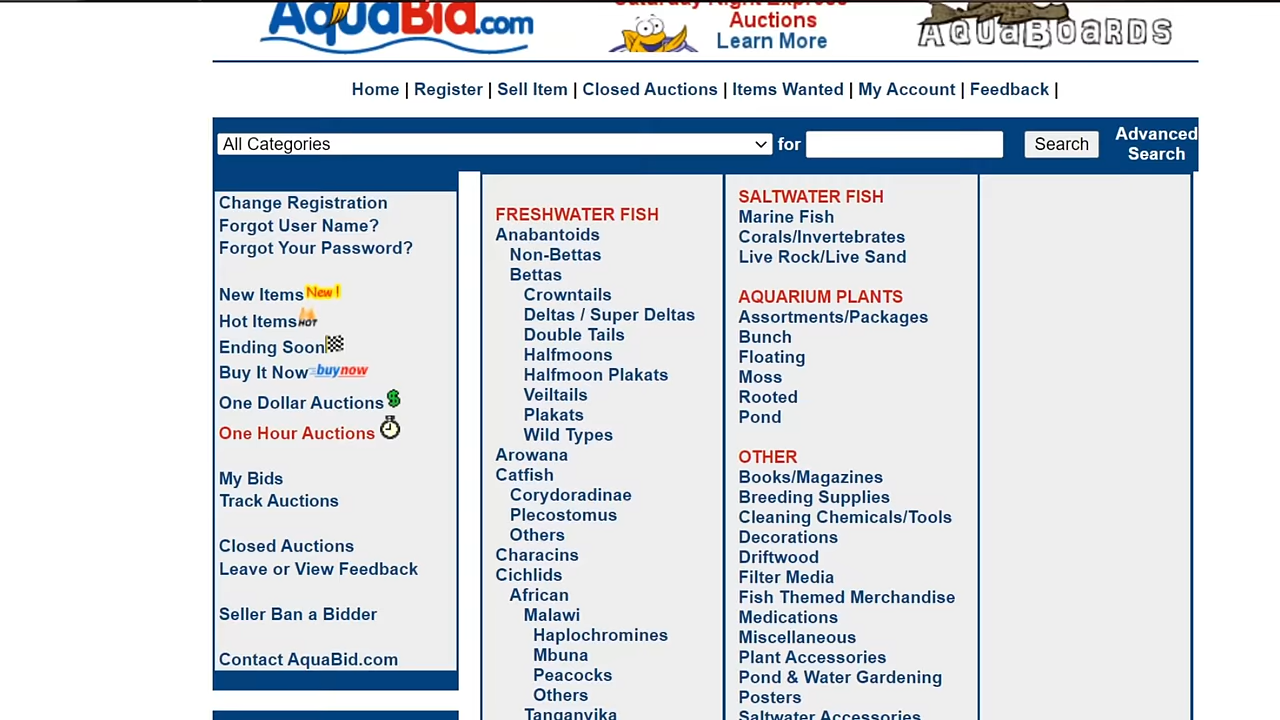 AquaBid.com
Saturday Night Express
Auctions
Learn More
AQUABOARDS
Home | Register | Sell Item | Closed Auctions | Items Wanted | My Account | Feedback |
All Categories for Search Advanced Search
Change Registration
Forgot User Name?
Forgot Your Password?
New Items New!
Hot Items HOT
Ending Soon
Buy It Now buynow
One Dollar Auctions $
One Hour Auctions
My Bids
Track Auctions
Closed Auctions
Leave or View Feedback
Seller Ban a Bidder
Contact AquaBid.com
FRESHWATER FISH
Anabantoids
Non-Bettas
Bettas
Crowntails
Deltas / Super Deltas
Double Tails
Halfmoons
Halfmoon Plakats
Veiltails
Plakats
Wild Types
Arowana
Catfish
Corydoradinae
Plecostomus
Others
Characins
Cichlids
African
Malawi
Haplochromines
Mbuna
Peacocks
Others
Tanganyika
SALTWATER FISH
Marine Fish
Corals/Invertebrates
Live Rock/Live Sand
AQUARIUM PLANTS
Assortments/Packages
Bunch
Floating
Moss
Rooted
Pond
OTHER
Books/Magazines
Breeding Supplies
Cleaning Chemicals/Tools
Decorations
Driftwood
Filter Media
Fish Themed Merchandise
Medications
Miscellaneous
Plant Accessories
Pond & Water Gardening
Posters
Saltwater Accessories